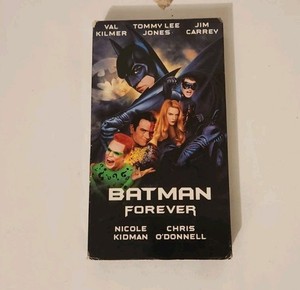 VAL TOMMY LEE JIM
KILMER JONES CARREY
BATMAN
FOREVER
NICOLE CHRIS
KIDMAN O'DONNELL